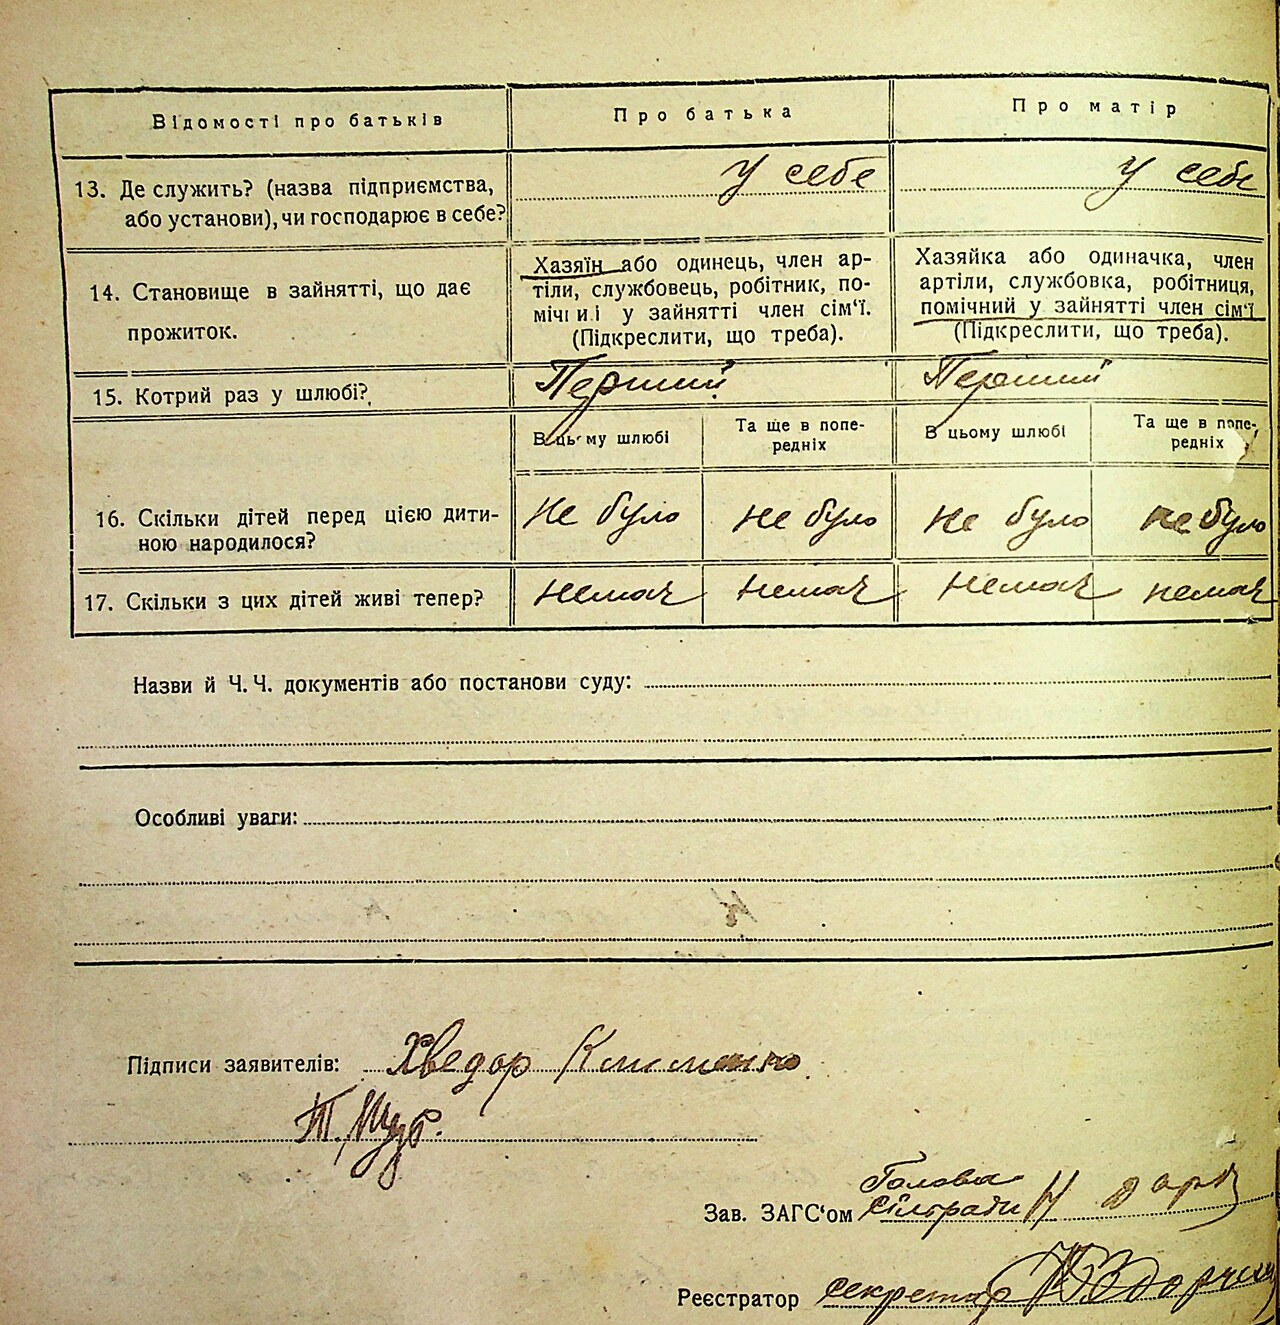 Відомості про батьків Про батька Про матір
13. Де служить? (назва підприємства, У себе У себе
або установи), чи господарює в себе?
14. Становище в зайнятті, що дає
прожиток.
Хазяїн або одинець, член ар-
тіли, службовець, робітник, по-
мічний у зайнятті член сім'ї.
(Підкреслити, що треба).
Хазяйка або одиначка, член
артіли, службовка, робітниця,
помічний у зайнятті член сім'ї
(Підкреслити, що треба).
15. Котрий раз у шлюбі? Перший Перший
В цьому шлюбі Та ще в попе- В цьому шлюбі Та ще в попе-
редніх редніх
16. Скільки дітей перед цією дити- не було не було не було не було
ною народилося?
17. Скільки з цих дітей живі тепер? немає немає немає немає
Назви й Ч. Ч. документів або постанови суду:
Особливі уваги:
Підписи заявителів: Хведор Клименко
Голова
Зав. ЗАГС'ом сільради
Реєстратор секретар